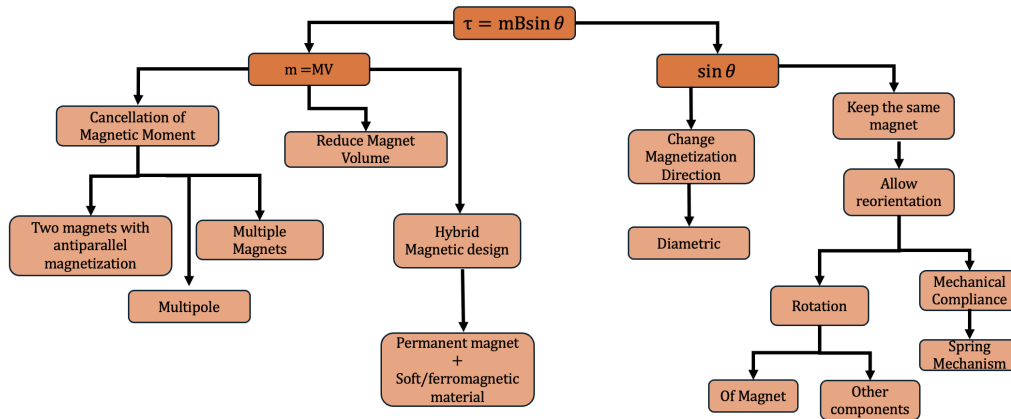 τ = mBsin θ
m =MV
sin θ
Cancellation of
Magnetic Moment
Reduce Magnet
Volume
Change
Magnetization
Direction
Keep the same
magnet
Two magnets with
antiparallel
magnetization
Multiple
Magnets
Multipole
Hybrid
Magnetic design
Diametric
Allow
reorientation
Rotation
Mechanical
Compliance
Permanent magnet
+
Soft/ferromagnetic
material
Of Magnet
Other
components
Spring
Mechanism